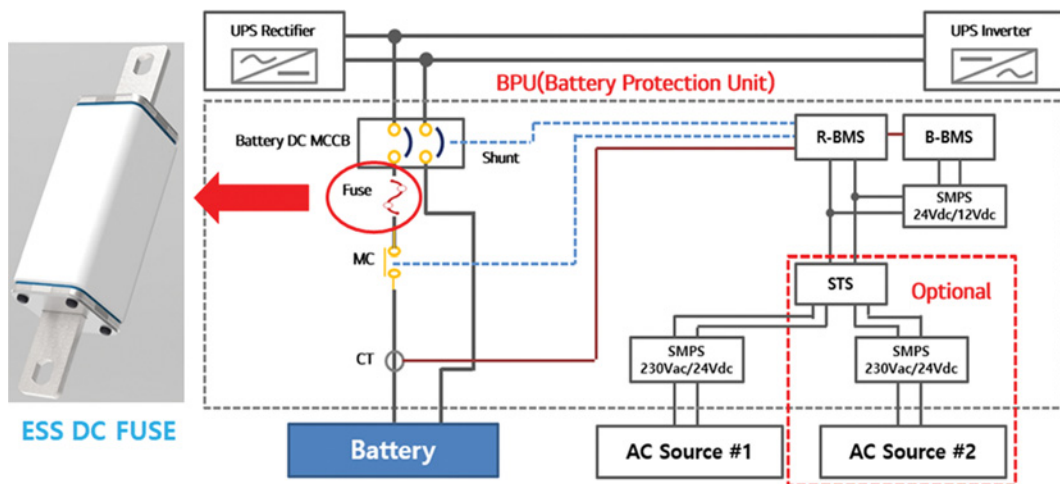 UPS Rectifier
UPS Inverter
BPU(Battery Protection Unit)
Battery DC MCCB
Shunt
R-BMS
B-BMS
Fuse
SMPS
24Vdc/12Vdc
MC
STS
Optional
CT
SMPS
230Vac/24Vdc
SMPS
230Vac/24Vdc
ESS DC FUSE
Battery
AC Source #1
AC Source #2